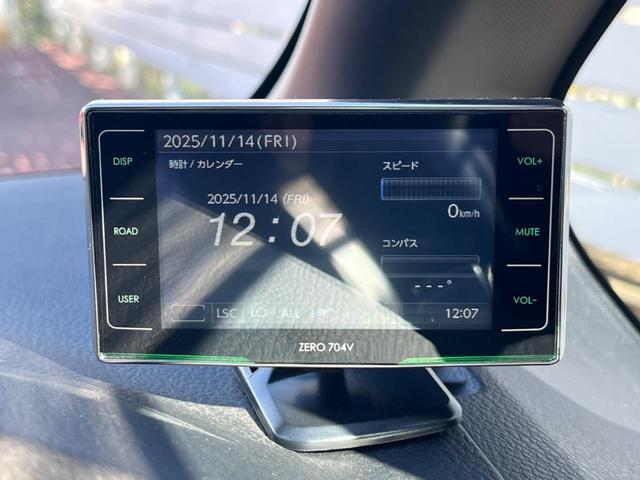 2025/11/14(FRI)
時計 / カレンダー
スピード
2025/11/14 (FRI)
12:07
0km/h
コンパス
---°
LSC LO ALL
12:07
DISP
ROAD
USER
VOL+
MUTE
VOL-
ZERO 704V